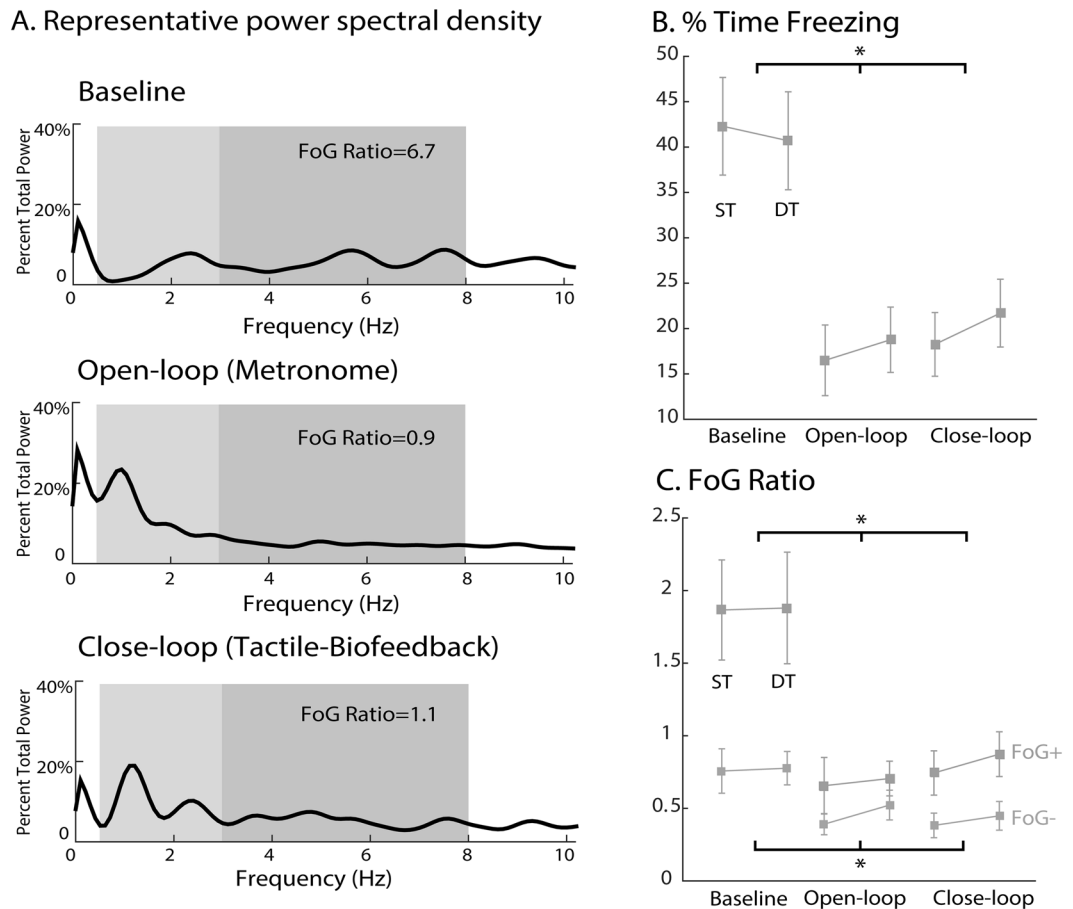 A. Representative power spectral density
Baseline
Percent Total Power
40%
20%
0
FoG Ratio=6.7
0 2 4 6 8 10
Frequency (Hz)
Open-loop (Metronome)
Percent Total Power
40%
20%
0
FoG Ratio=0.9
0 2 4 6 8 10
Frequency (Hz)
Close-loop (Tactile-Biofeedback)
Percent Total Power
40%
20%
0
FoG Ratio=1.1
0 2 4 6 8 10
Frequency (Hz)
B. % Time Freezing
50
45
40
35
30
25
20
15
10
*
ST DT
Baseline Open-loop Close-loop
C. FoG Ratio
2.5
2
1.5
1
0.5
0
*
ST DT
FoG+
FoG-
*
Baseline Open-loop Close-loop